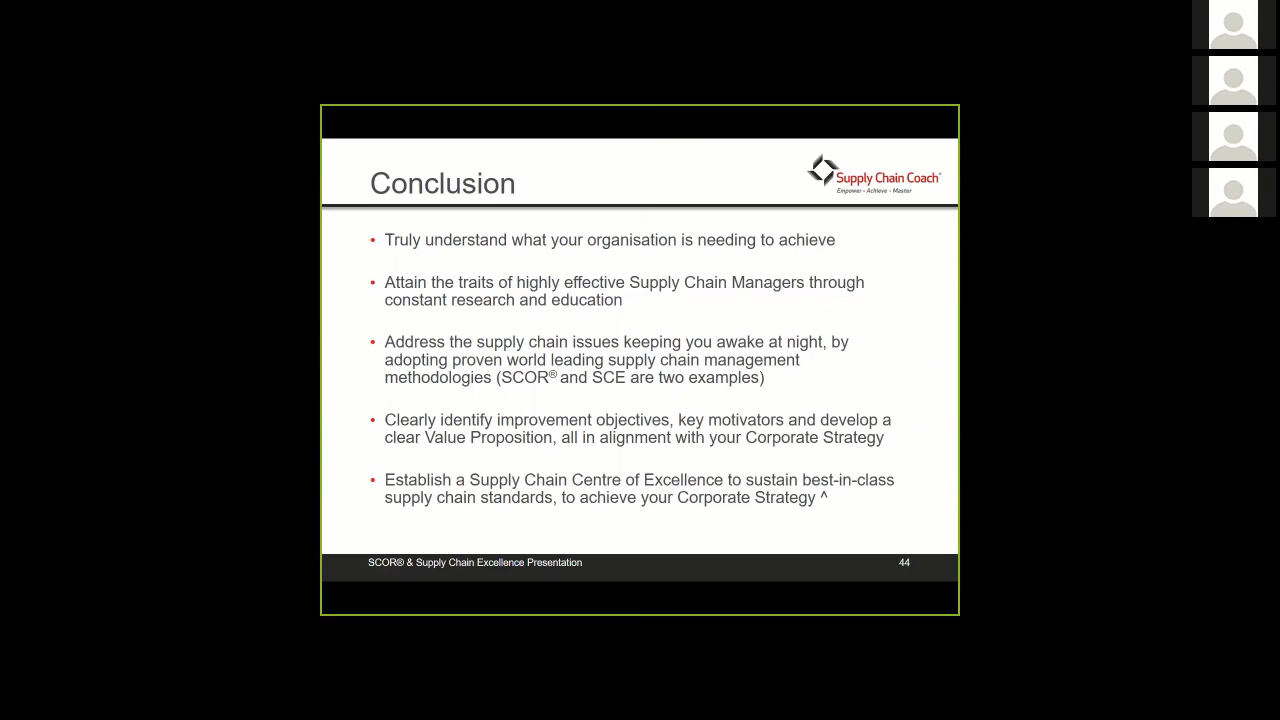 Conclusion
Supply Chain Coach®
Empower - Achieve - Master
• Truly understand what your organisation is needing to achieve
• Attain the traits of highly effective Supply Chain Managers through
constant research and education
• Address the supply chain issues keeping you awake at night, by
adopting proven world leading supply chain management
methodologies (SCOR® and SCE are two examples)
• Clearly identify improvement objectives, key motivators and develop a
clear Value Proposition, all in alignment with your Corporate Strategy
• Establish a Supply Chain Centre of Excellence to sustain best-in-class
supply chain standards, to achieve your Corporate Strategy ^
SCOR® & Supply Chain Excellence Presentation
44